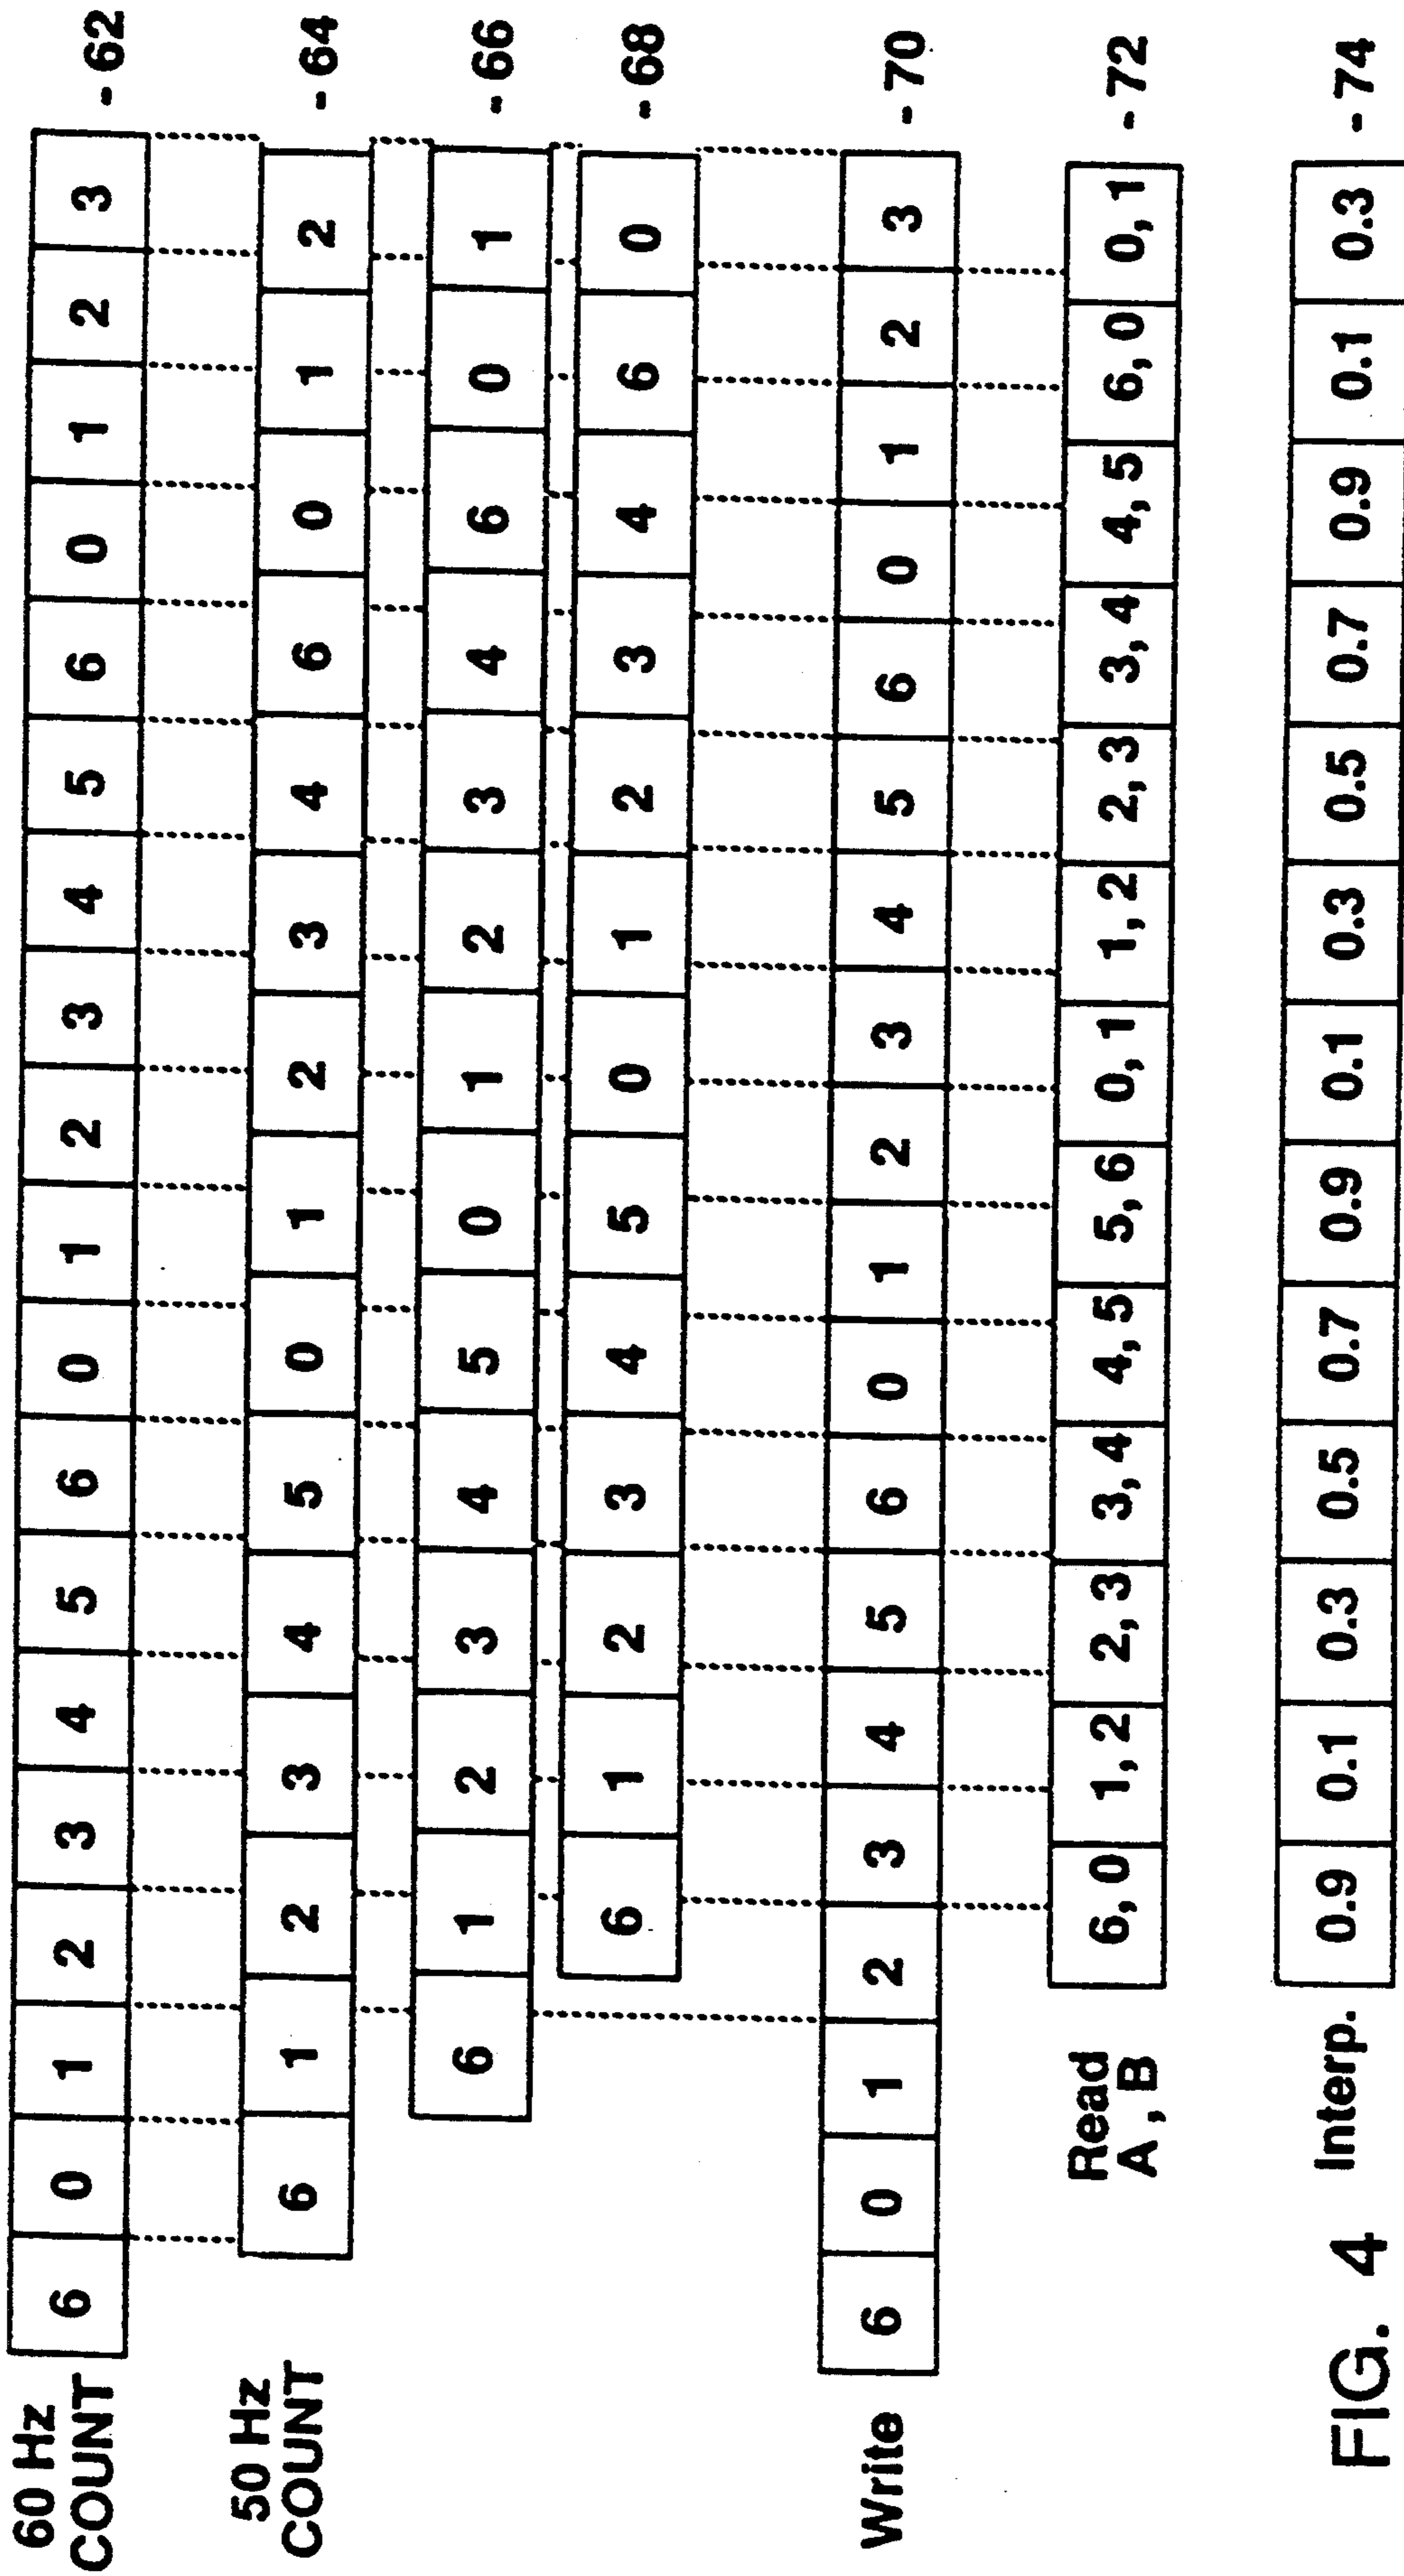 60 Hz
COUNT 6 0 1 2 3 4 5 6 0 1 2 3 4 5 6 0 1 2 3 - 62
50 Hz
COUNT 6 1 2 3 4 5 0 1 2 3 4 6 0 1 2 - 64
6 1 2 3 4 5 0 1 2 3 4 6 0 1 - 66
6 1 2 3 4 5 0 1 2 3 4 6 0 - 68
Write 6 0 1 2 3 4 5 6 0 1 2 3 4 5 6 0 1 2 3 - 70
Read
A, B 6, 0 1, 2 2, 3 3, 4 4, 5 5, 6 0, 1 1, 2 2, 3 3, 4 4, 5 6, 0 0, 1 - 72
Interp. 0.9 0.1 0.3 0.5 0.7 0.9 0.1 0.3 0.5 0.7 0.9 0.1 0.3 - 74
FIG. 4